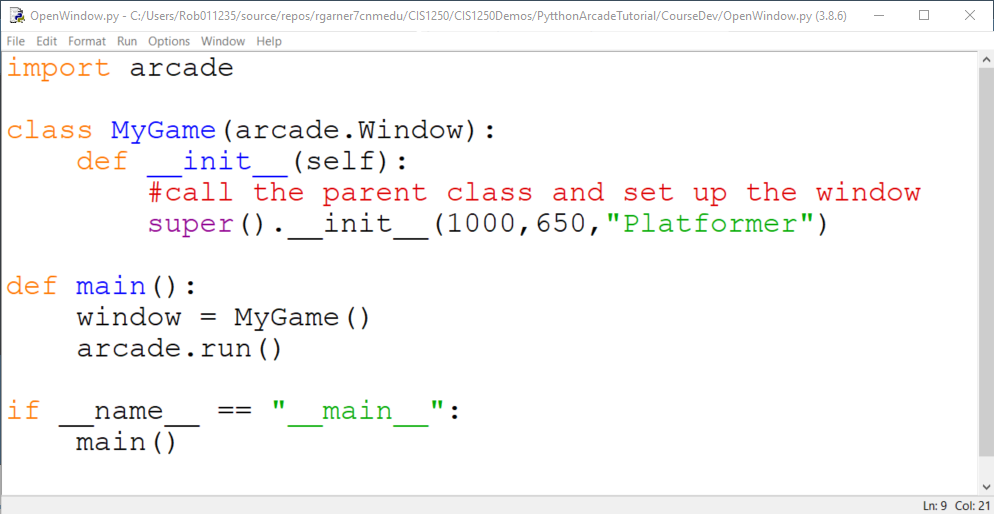 OpenWindow.py - C:/Users/Rob011235/source/repos/rgarner7cnmedu/CIS1250/CIS1250Demos/PytthonArcadeTutorial/CourseDev/OpenWindow.py (3.8.6)
File Edit Format Run Options Window Help
import arcade
class MyGame(arcade.Window):
    def __init__(self):
        #call the parent class and set up the window
        super().__init__(1000,650,"Platformer")
def main():
    window = MyGame()
    arcade.run()
if __name__ == "__main__":
    main()
Ln: 9 Col: 21